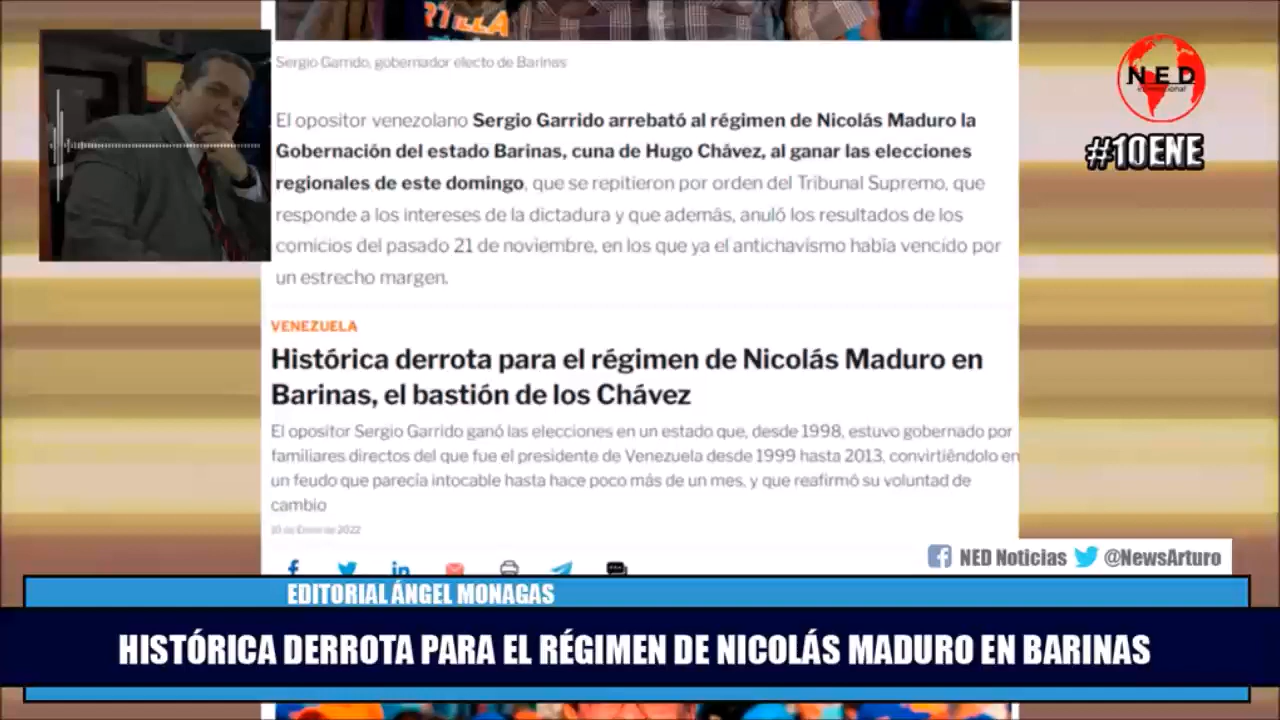 RTILLA
Sergio Garrido, gobernador electo de Barinas
NED
#10ENE
El opositor venezolano Sergio Garrido arrebató al régimen de Nicolás Maduro la
Gobernación del estado Barinas, cuna de Hugo Chávez, al ganar las elecciones
regionales de este domingo, que se repitieron por orden del Tribunal Supremo, que
responde a los intereses de la dictadura y que además, anuló los resultados de los
comicios del pasado 21 de noviembre, en los que ya el antichavismo había vencido por
un estrecho margen.
VENEZUELA
Histórica derrota para el régimen de Nicolás Maduro en
Barinas, el bastión de los Chávez
El opositor Sergio Garrido ganó las elecciones en un estado que, desde 1998, estuvo gobernado por
familiares directos del que fue el presidente de Venezuela desde 1999 hasta 2013, convirtiéndolo en
un feudo que parecía intocable hasta hace poco más de un mes, y que reafirmó su voluntad de
cambio
10 de Enero de 2022
NED Noticias @NewsArturo
EDITORIAL ÁNGEL MONAGAS
HISTÓRICA DERROTA PARA EL RÉGIMEN DE NICOLÁS MADURO EN BARINAS